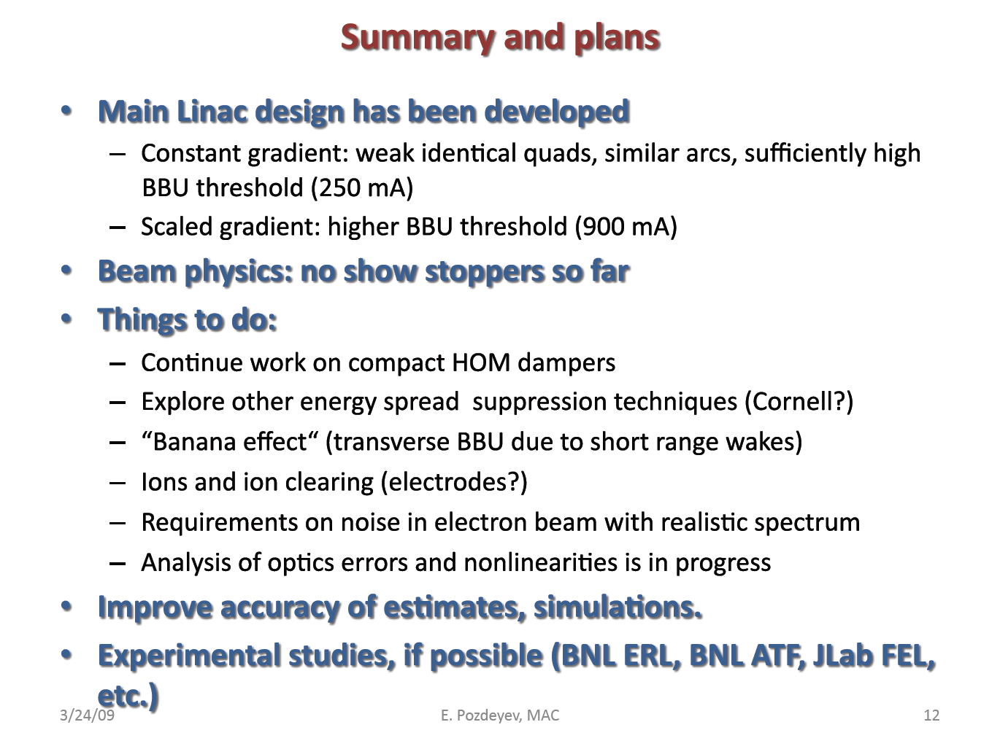 Summary and plans
• Main Linac design has been developed
– Constant gradient: weak identical quads, similar arcs, sufficiently high
BBU threshold (250 mA)
– Scaled gradient: higher BBU threshold (900 mA)
• Beam physics: no show stoppers so far
• Things to do:
– Continue work on compact HOM dampers
– Explore other energy spread  suppression techniques (Cornell?)
– “Banana effect“ (transverse BBU due to short range wakes)
– Ions and ion clearing (electrodes?)
– Requirements on noise in electron beam with realistic spectrum
– Analysis of optics errors and nonlinearities is in progress
• Improve accuracy of estimates, simulations.
• Experimental studies, if possible (BNL ERL, BNL ATF, JLab FEL,
etc.)
3/24/09 E. Pozdeyev, MAC 12